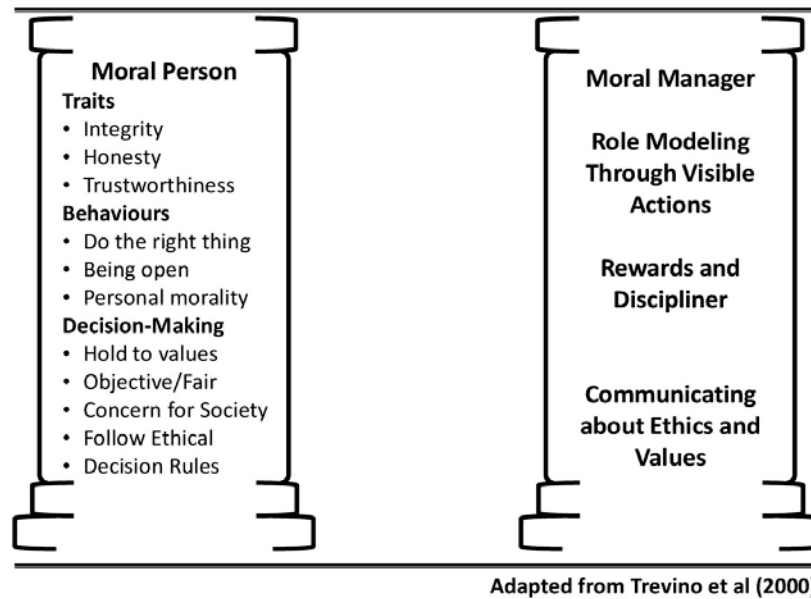 Moral Person
Traits
• Integrity
• Honesty
• Trustworthiness
Behaviours
• Do the right thing
• Being open
• Personal morality
Decision-Making
• Hold to values
• Objective/Fair
• Concern for Society
• Follow Ethical
• Decision Rules
Moral Manager
Role Modeling
Through Visible
Actions
Rewards and
Discipliner
Communicating
about Ethics and
Values
Adapted from Trevino et al (2000)